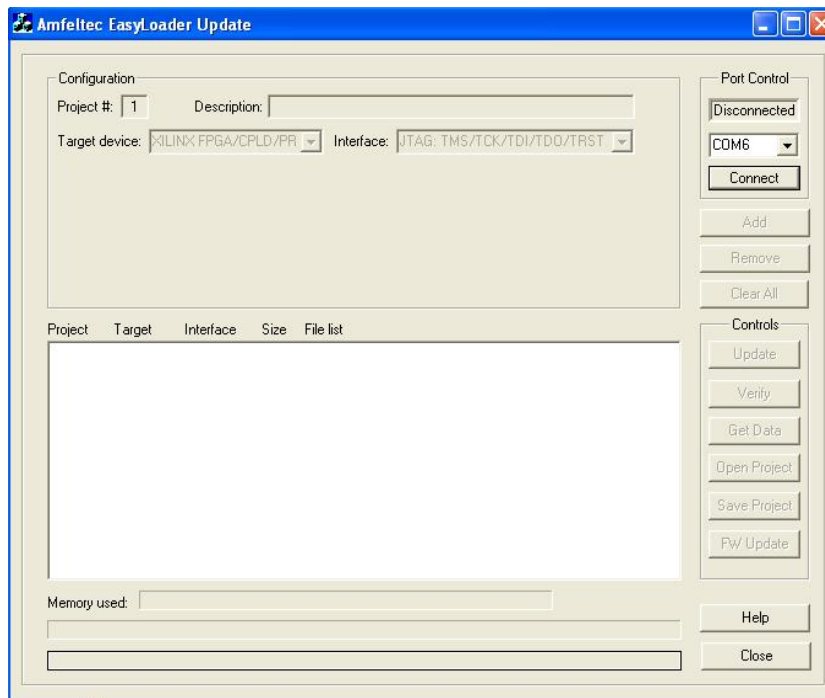 Amfeltec EasyLoader Update
Configuration
Project #: 1 Description:
Target device: XILINX FPGA/CPLD/PR Interface: JTAG: TMS/TCK/TDI/TDO/TRST
Port Control
Disconnected
COM6
Connect
Add
Remove
Clear All
Project Target Interface Size File list
Controls
Update
Verify
Get Data
Open Project
Save Project
FW Update
Memory used:
Help
Close